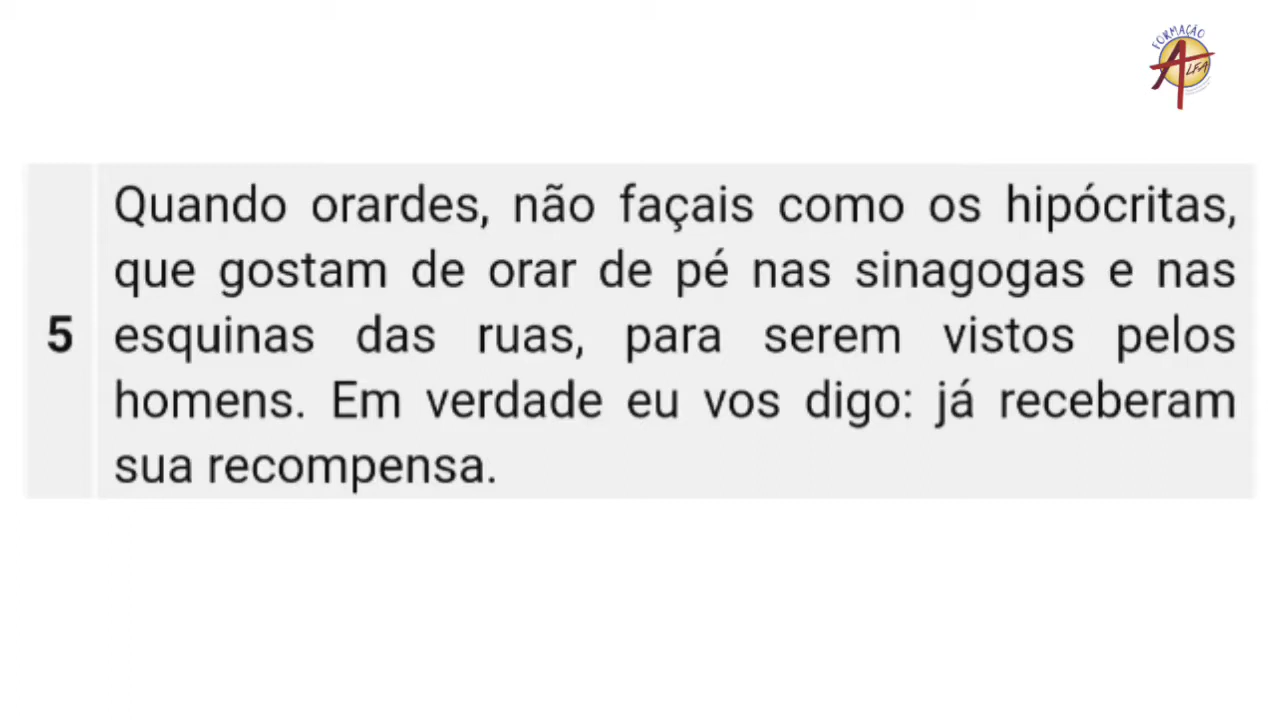 FORMAÇÃO
ALFA
Quando orardes, não façais como os hipócritas,
que gostam de orar de pé nas sinagogas e nas
5 esquinas das ruas, para serem vistos pelos
homens. Em verdade eu vos digo: já receberam
sua recompensa.